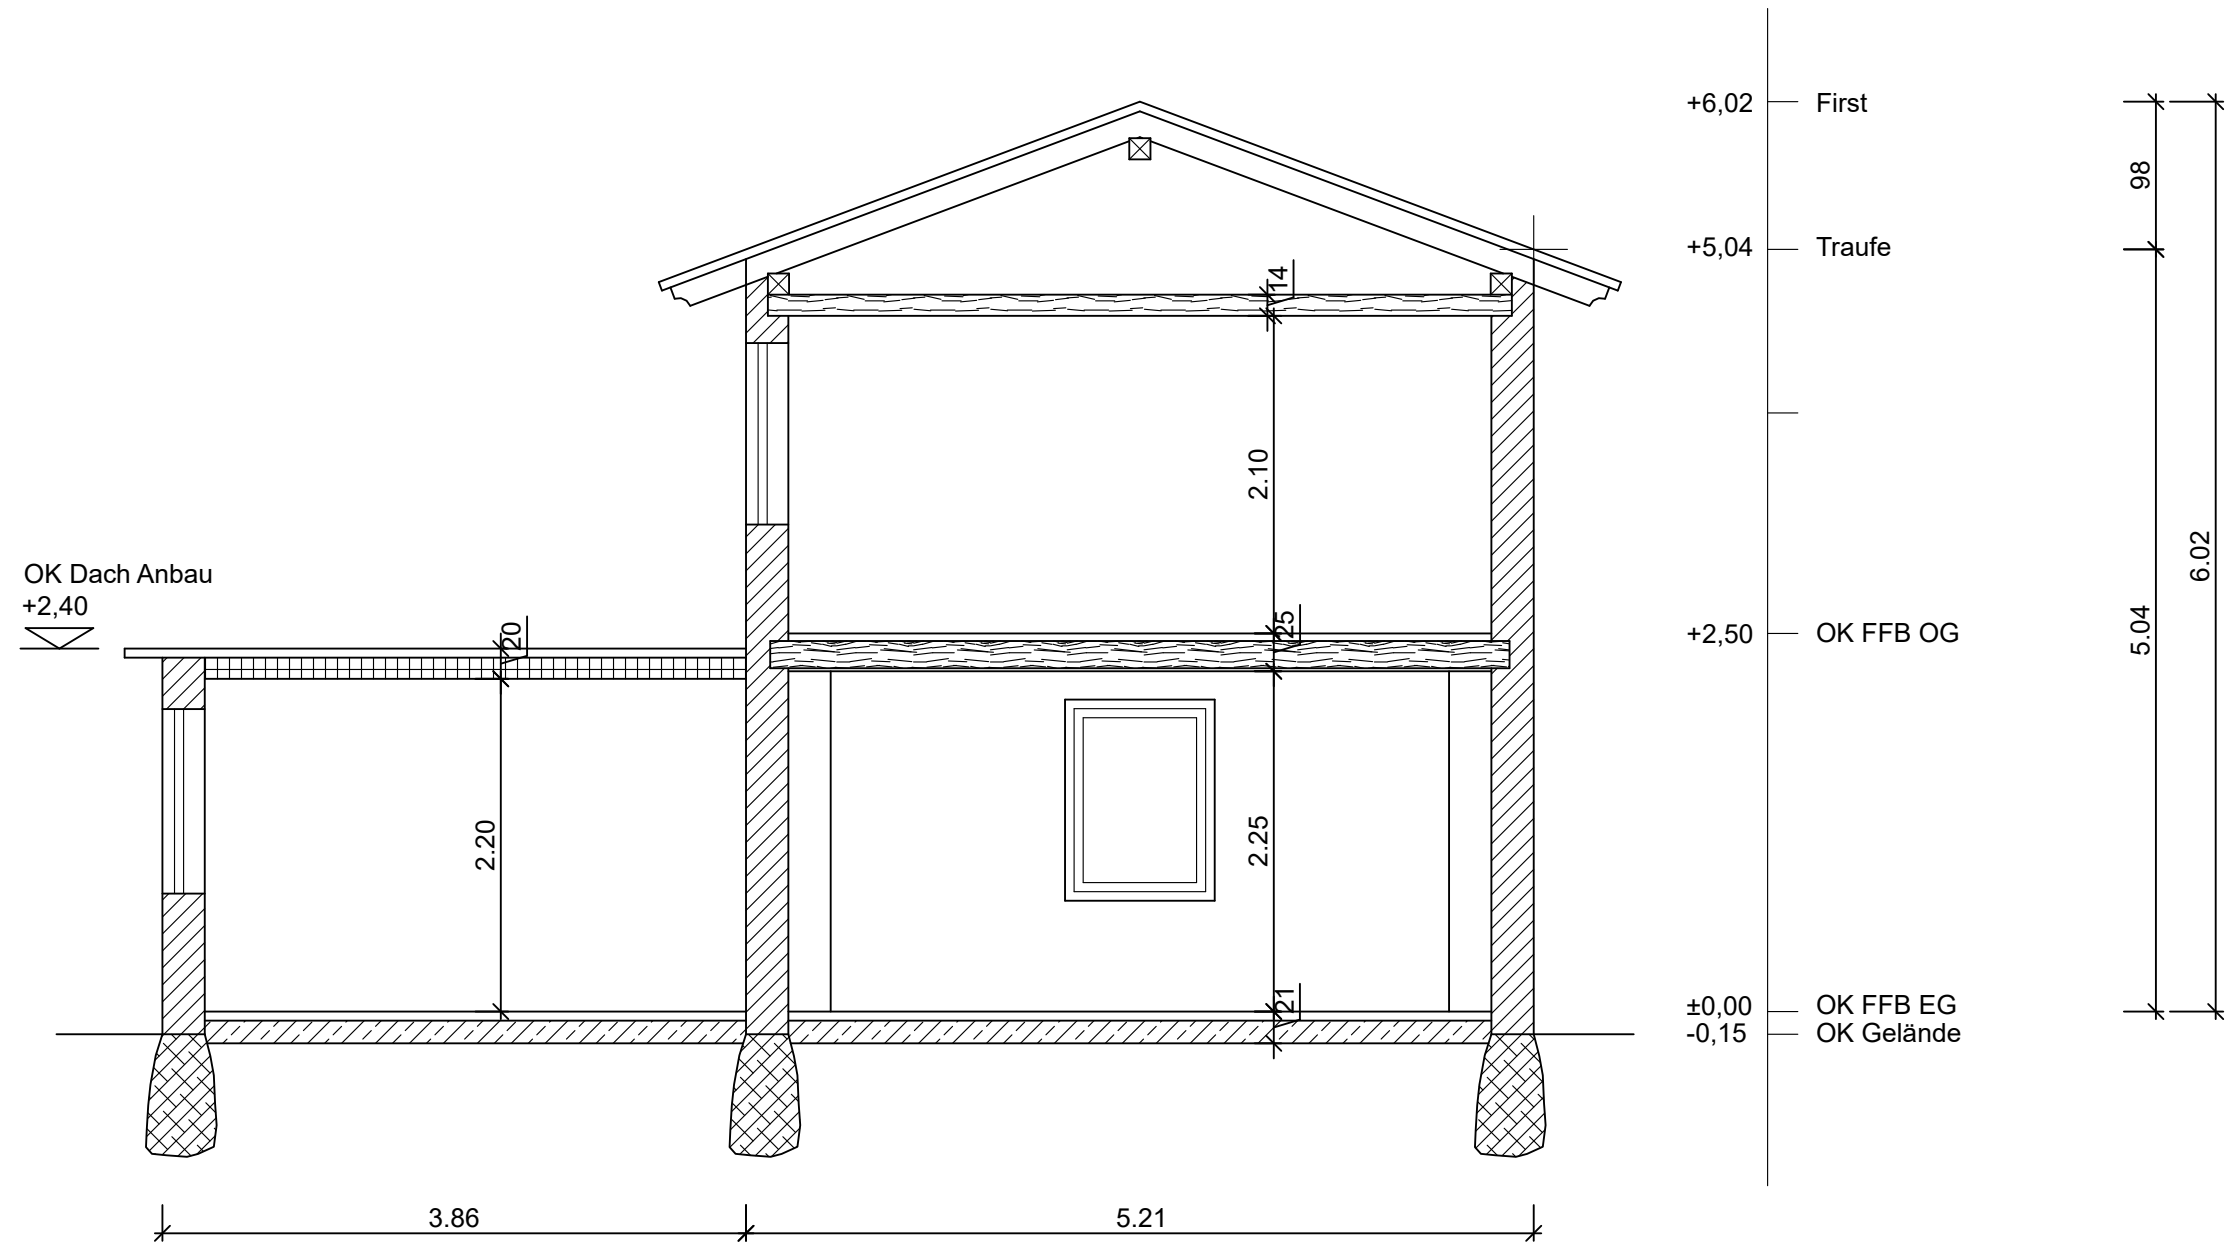 +6,02 First
98
+5,04 Traufe
14
2.10
6.02
OK Dach Anbau
+2,40
20
25
+2,50 OK FFB OG
5.04
2.20
2.25
21
±0,00 OK FFB EG
-0,15 OK Gelände
3.86
5.21